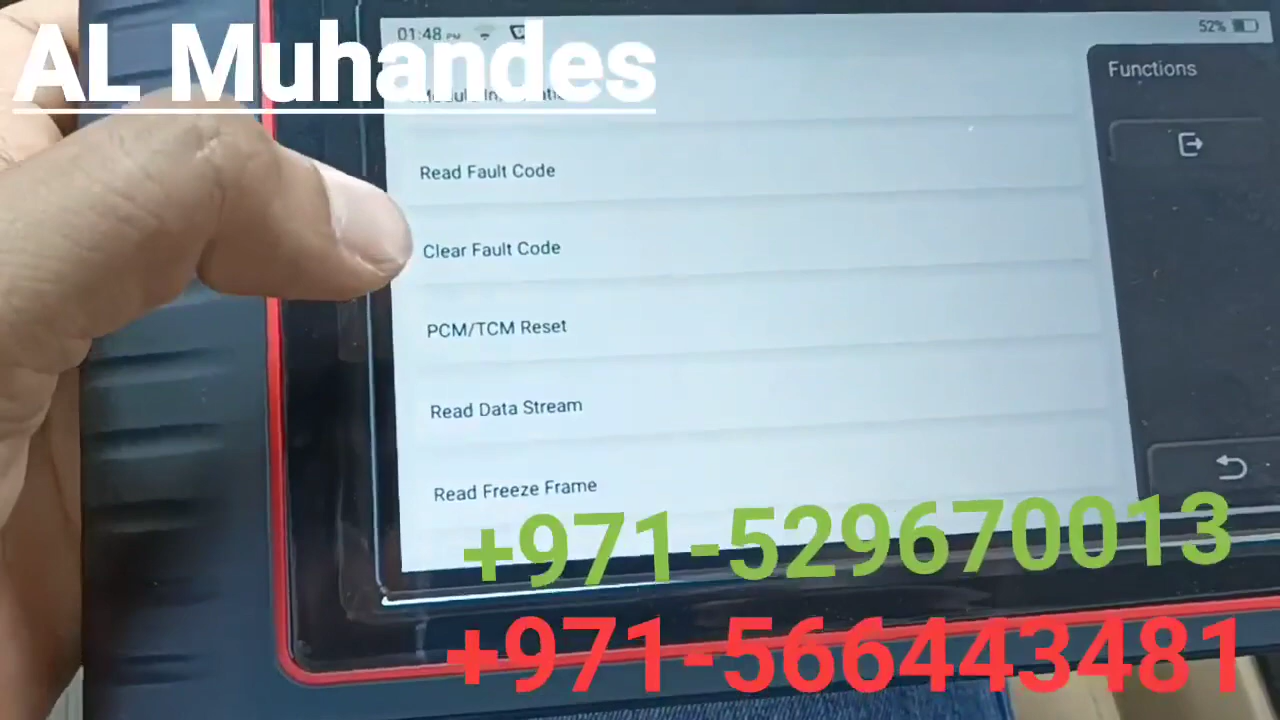 AL Muhandes
01:48 PM
52%
Functions
Read Fault Code
Clear Fault Code
PCM/TCM Reset
Read Data Stream
Read Freeze Frame
+971-529670013
+971-566443481